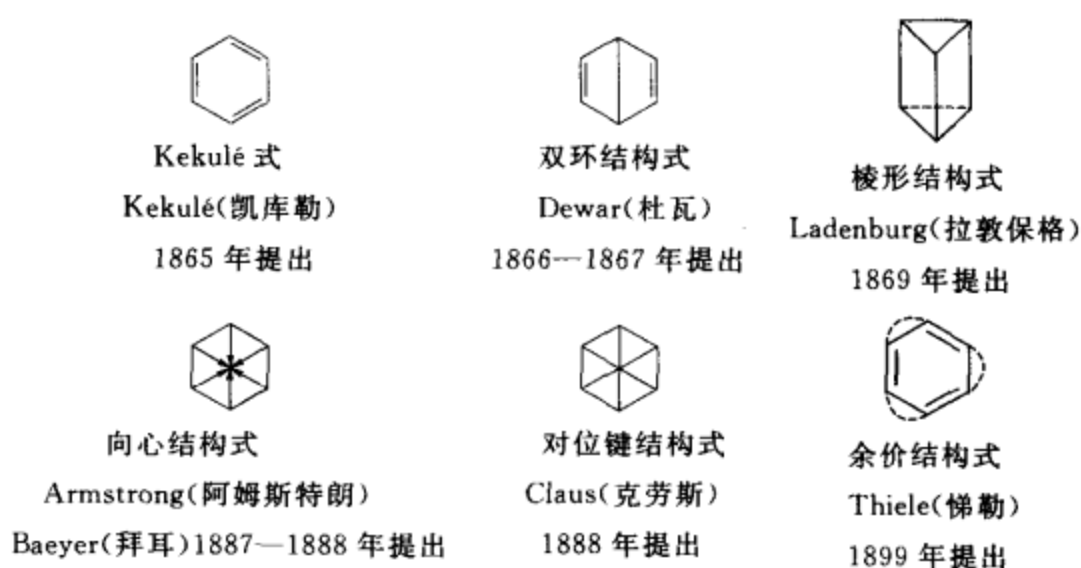 Kekulé 式
Kekulé(凯库勒)
1865 年提出
双环结构式
Dewar(杜瓦)
1866—1867 年提出
棱形结构式
Ladenburg(拉敦保格)
1869 年提出
向心结构式
Armstrong(阿姆斯特朗)
Baeyer(拜耳)1887—1888 年提出
对位键结构式
Claus(克劳斯)
1888 年提出
余价结构式
Thiele(悌勒)
1899 年提出